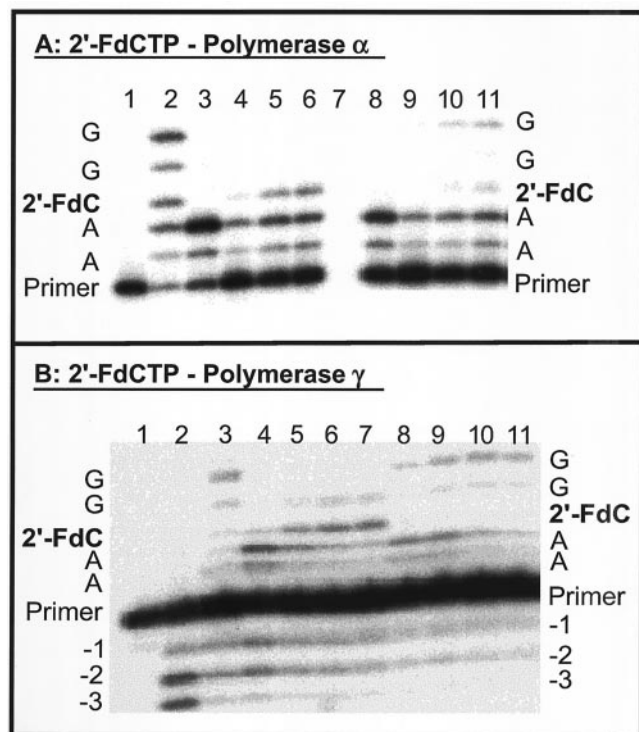 A: 2'-FdCTP - Polymerase α
1 2 3 4 5 6 7 8 9 10 11
G G
G G
2'-FdC 2'-FdC
A A
A A
Primer Primer
B: 2'-FdCTP - Polymerase γ
1 2 3 4 5 6 7 8 9 10 11
G G
G G
2'-FdC 2'-FdC
A A
A A
Primer Primer
-1 -1
-2 -2
-3 -3